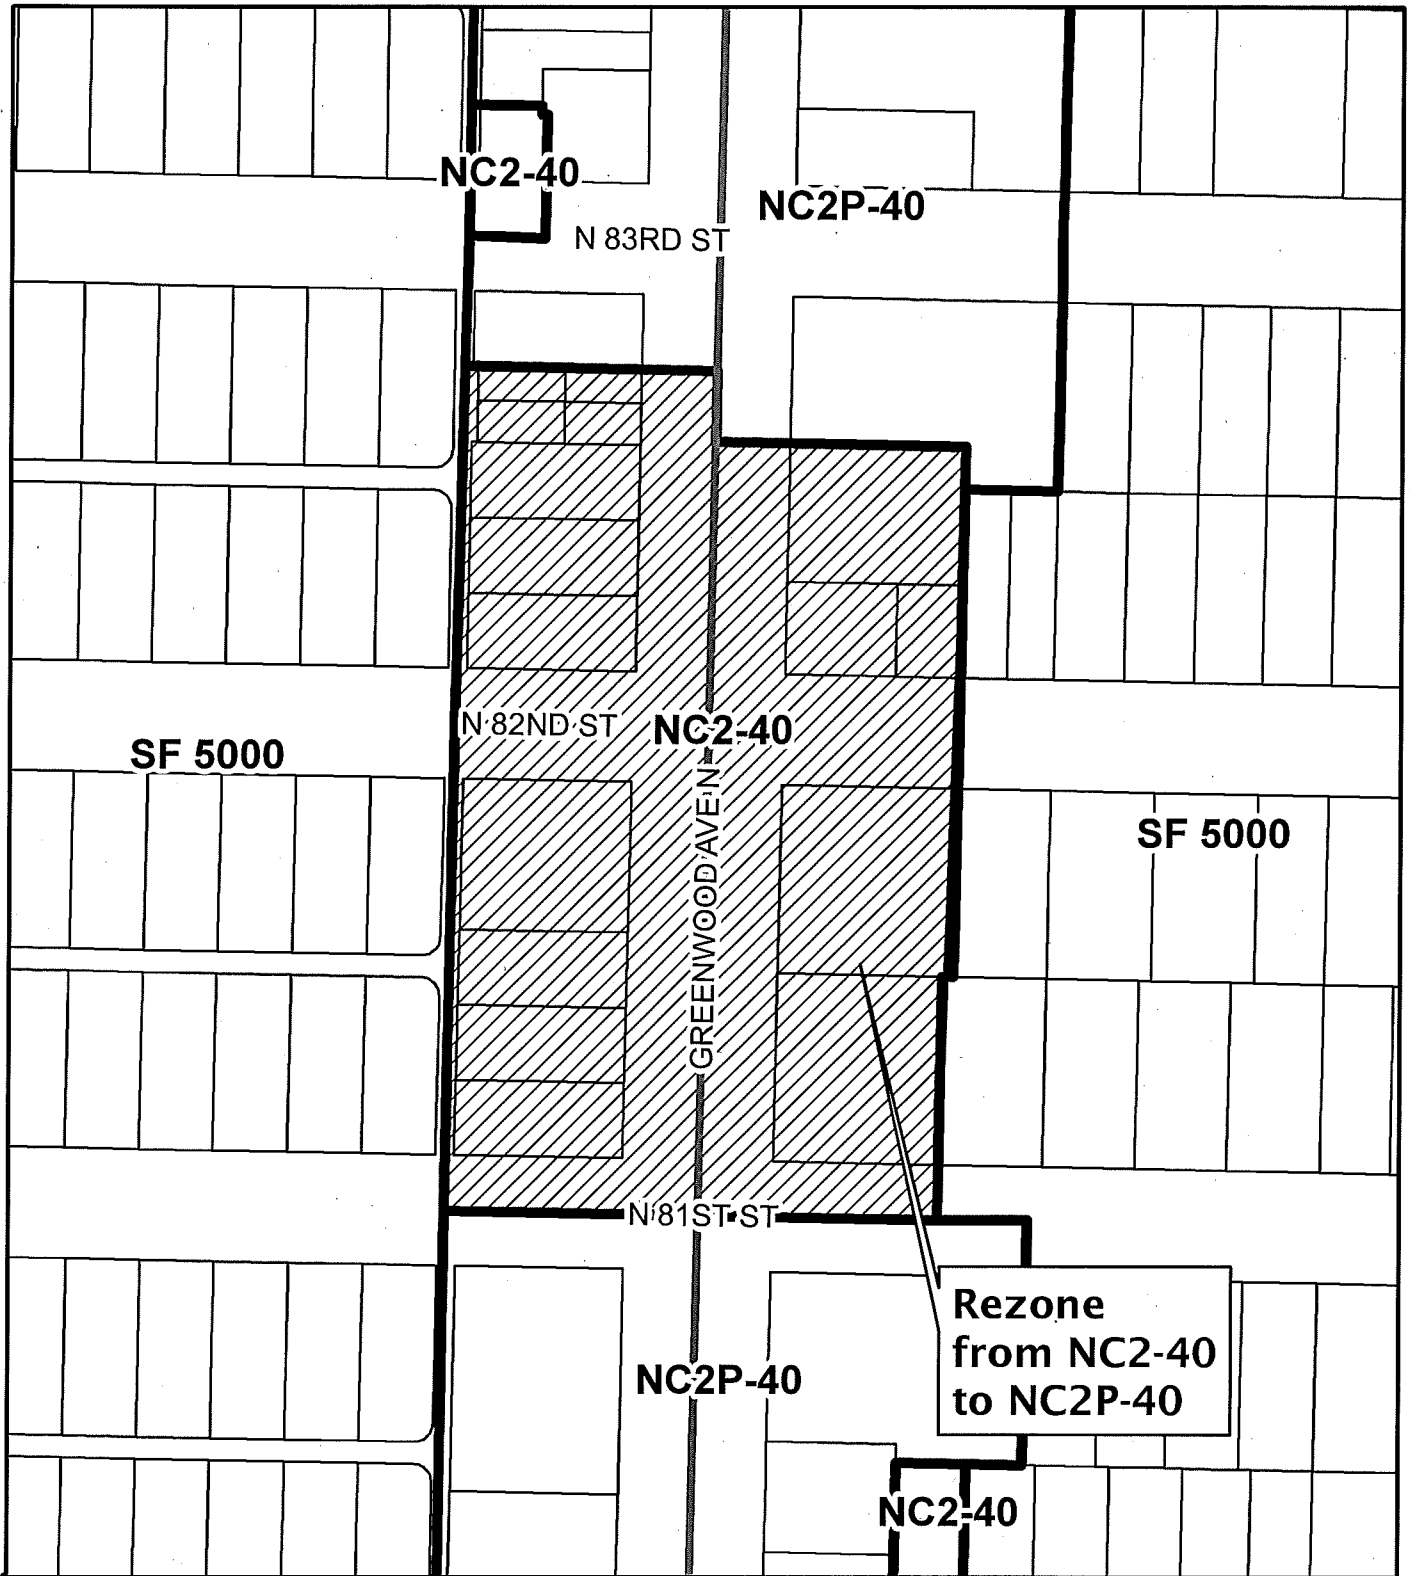 NC2-40
NC2P-40
N 83RD ST
N 82ND ST
NC2-40
SF 5000
GREENWOOD AVE N
SF 5000
N 81ST ST
Rezone
from NC2-40
to NC2P-40
NC2P-40
NC2-40